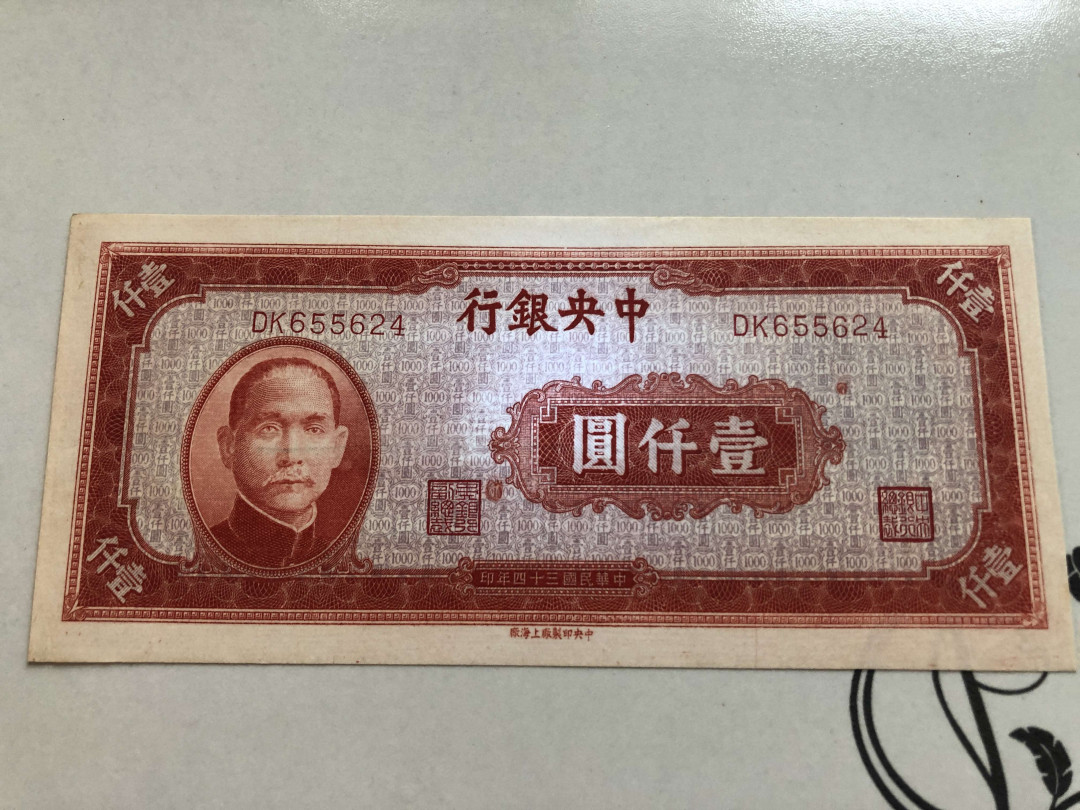 中央銀行
DK655624
DK655624
壹仟
壹仟
壹仟圓
中華民國三十四年印
壹仟
壹仟
中央印製廠上海廠